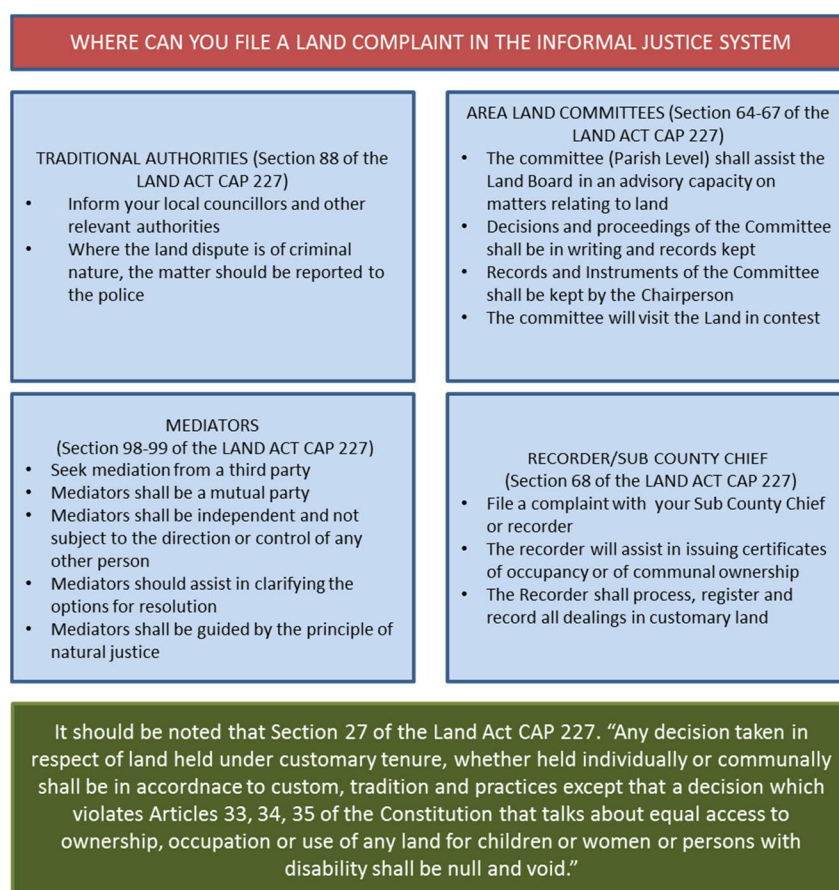 WHERE CAN YOU FILE A LAND COMPLAINT IN THE INFORMAL JUSTICE SYSTEM
TRADITIONAL AUTHORITIES (Section 88 of the
LAND ACT CAP 227)
• Inform your local councillors and other
relevant authorities
• Where the land dispute is of criminal
nature, the matter should be reported to
the police
AREA LAND COMMITTEES (Section 64-67 of the
LAND ACT CAP 227)
• The committee (Parish Level) shall assist the
Land Board in an advisory capacity on
matters relating to land
• Decisions and proceedings of the Committee
shall be in writing and records kept
• Records and Instruments of the Committee
shall be kept by the Chairperson
• The committee will visit the Land in contest
MEDIATORS
(Section 98-99 of the LAND ACT CAP 227)
• Seek mediation from a third party
• Mediators shall be a mutual party
• Mediators shall be independent and not
subject to the direction or control of any
other person
• Mediators should assist in clarifying the
options for resolution
• Mediators shall be guided by the principle of
natural justice
RECORDER/SUB COUNTY CHIEF
(Section 68 of the LAND ACT CAP 227)
• File a complaint with your Sub County Chief
or recorder
• The recorder will assist in issuing certificates
of occupancy or of communal ownership
• The Recorder shall process, register and
record all dealings in customary land
It should be noted that Section 27 of the Land Act CAP 227. “Any decision taken in
respect of land held under customary tenure, whether held individually or communally
shall be in accordnace to custom, tradition and practices except that a decision which
violates Articles 33, 34, 35 of the Constitution that talks about equal access to
ownership, occupation or use of any land for children or women or persons with
disability shall be null and void.”